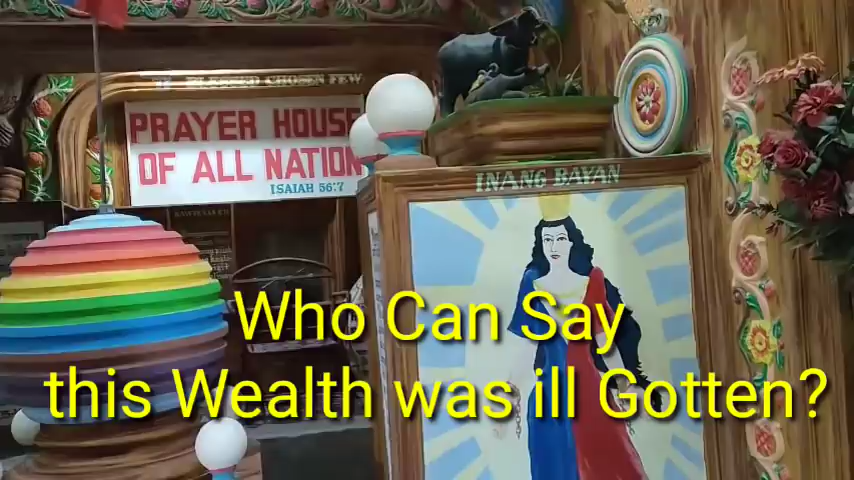 BLESSED CHOSEN FEW
PRAYER HOUSE
OF ALL NATION
ISAIAH 56:7
INANG BAYAN
Who Can Say
this Wealth was ill Gotten?